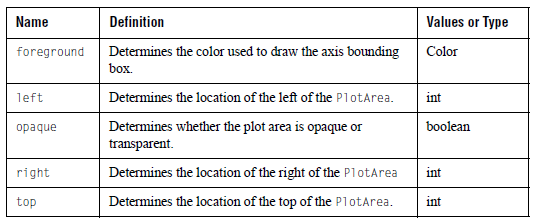 Name Definition Values or Type
foreground Determines the color used to draw the axis bounding Color
box.
left Determines the location of the left of the PlotArea. int
opaque Determines whether the plot area is opaque or boolean
transparent.
right Determines the location of the right of the PlotArea int
top Determines the location of the top of the PlotArea. int